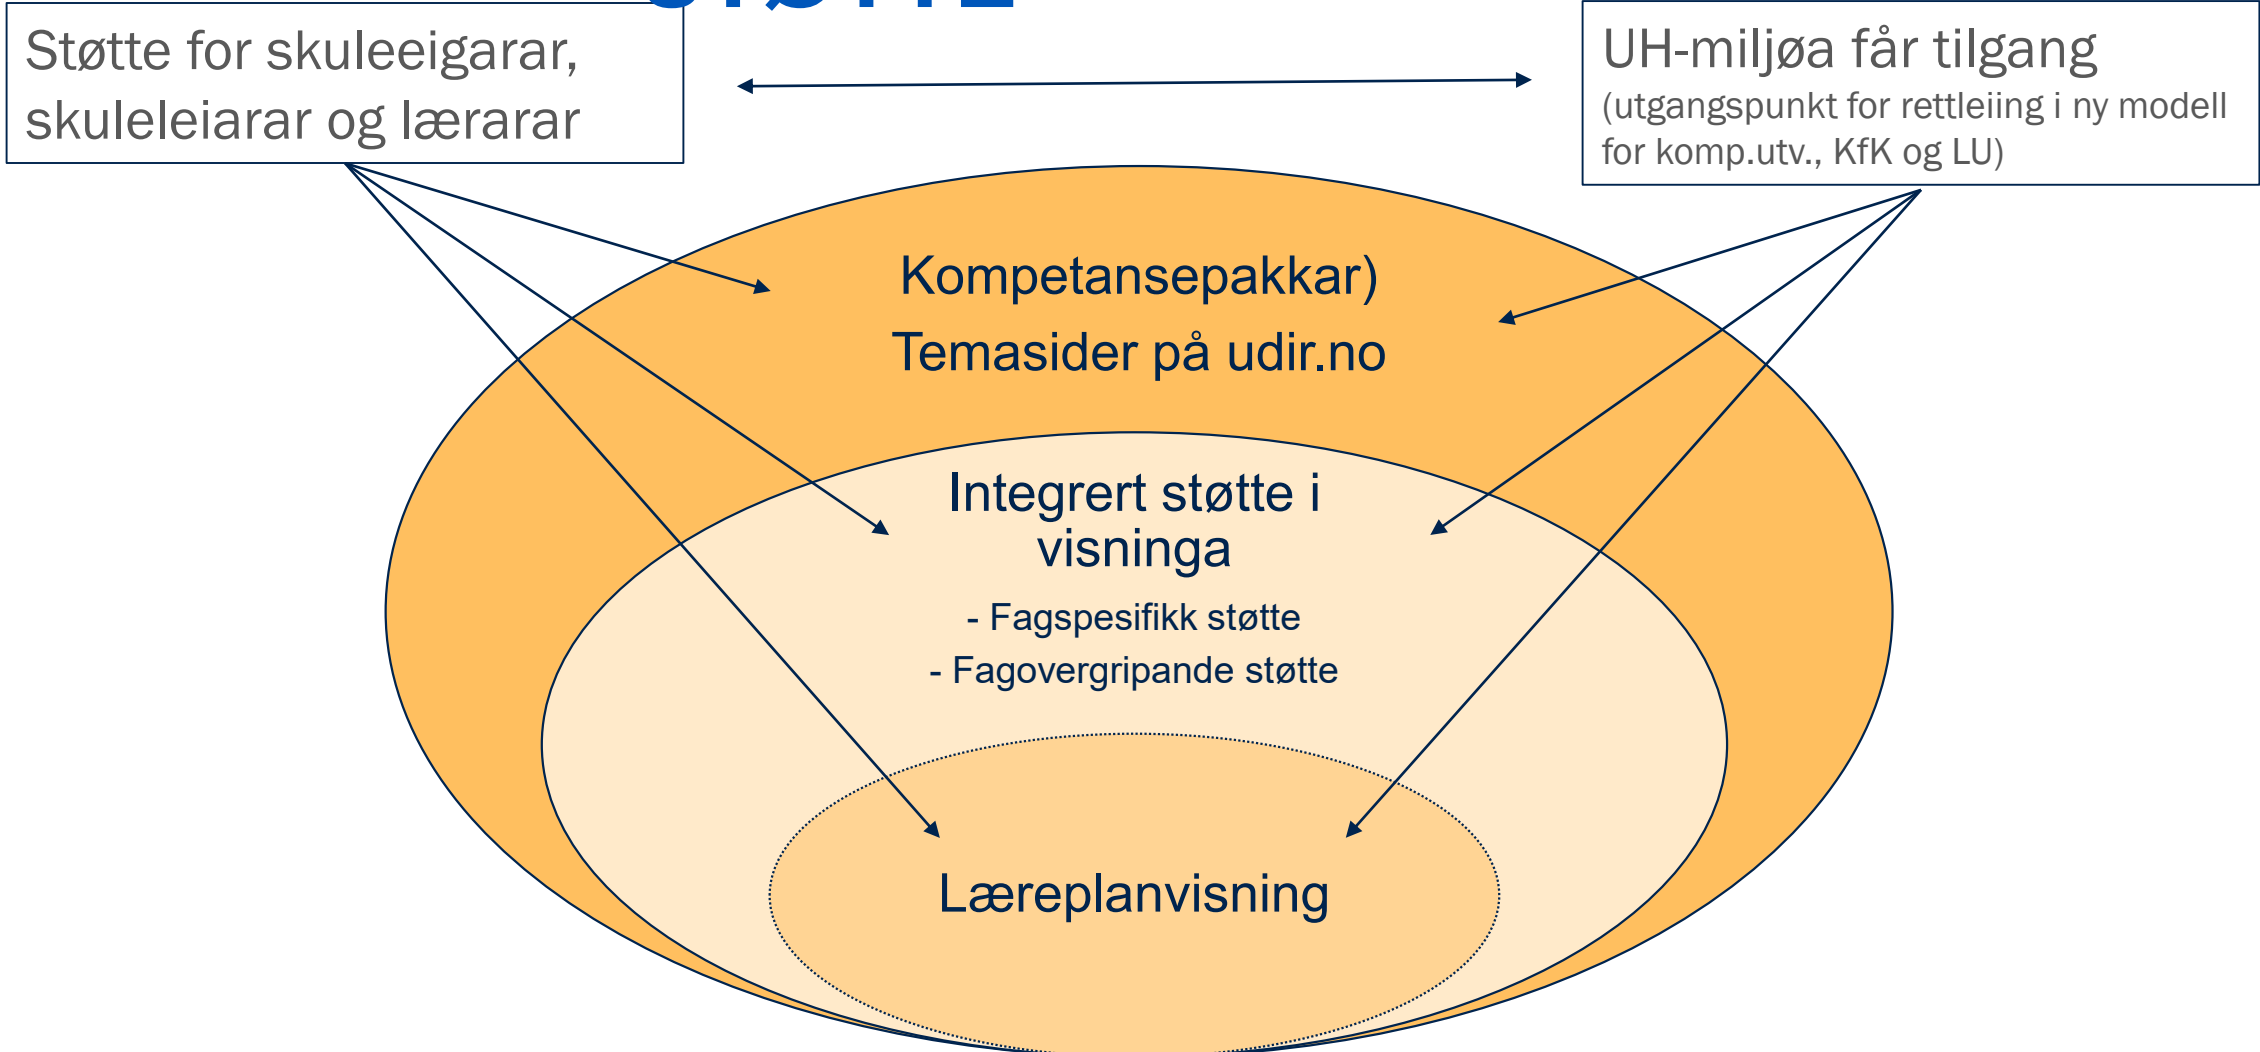 STØTTE
Støtte for skuleeigarar,
skuleleiarar og lærarar
UH-miljøa får tilgang
(utgangspunkt for rettleiing i ny modell
for komp.utv., KfK og LU)
Kompetansepakkar)
Temasider på udir.no
Integrert støtte i
visninga
- Fagspesifikk støtte
- Fagovergripande støtte
Læreplanvisning